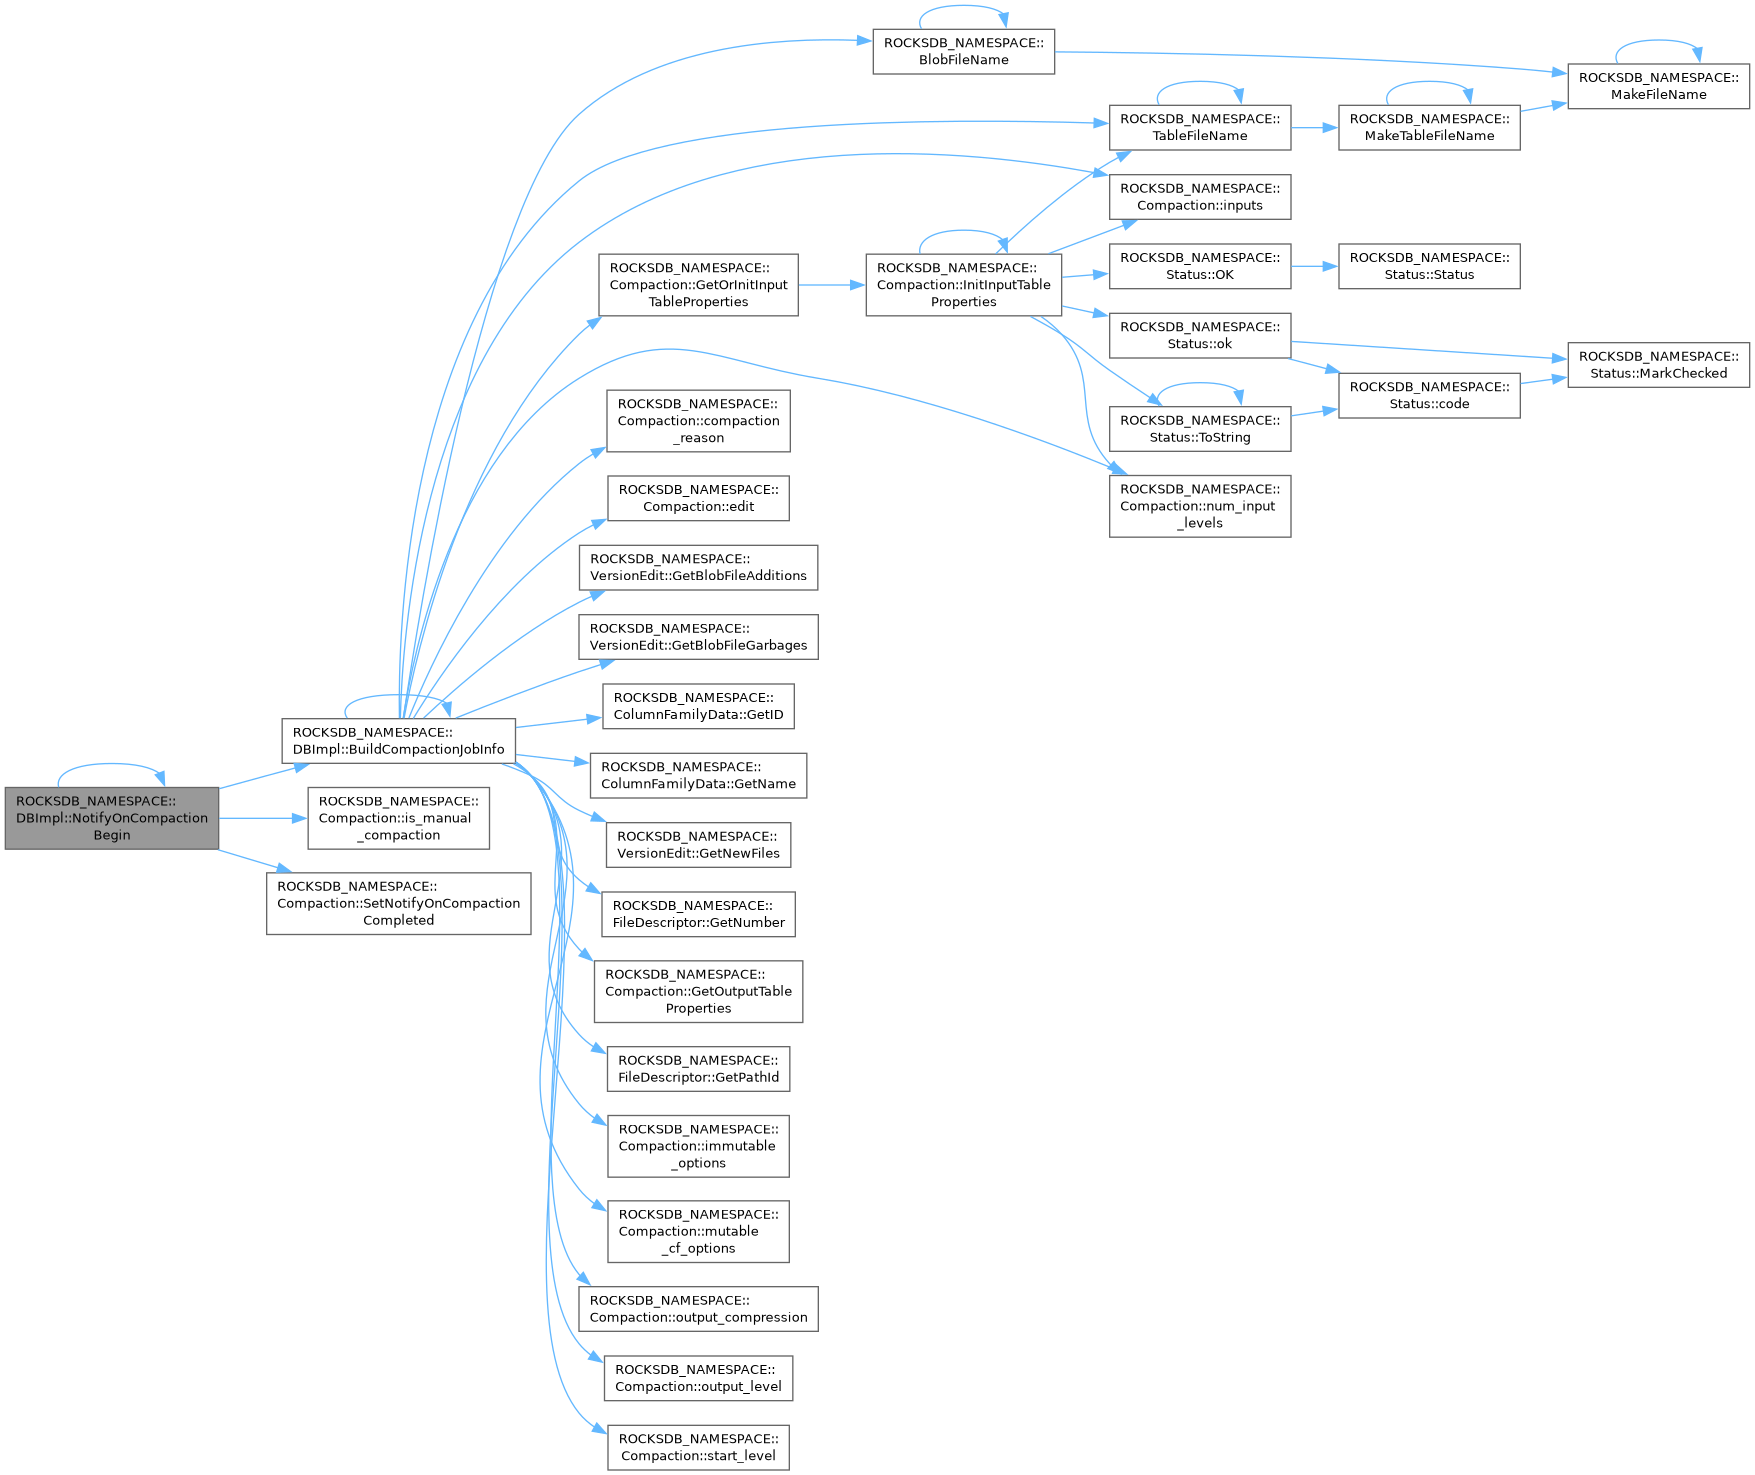 ROCKSDB_NAMESPACE::
DBImpl::NotifyOnCompaction
Begin
ROCKSDB_NAMESPACE::
DBImpl::BuildCompactionJobInfo
ROCKSDB_NAMESPACE::
Compaction::is_manual
_compaction
ROCKSDB_NAMESPACE::
Compaction::SetNotifyOnCompaction
Completed
ROCKSDB_NAMESPACE::
BlobFileName
ROCKSDB_NAMESPACE::
MakeFileName
ROCKSDB_NAMESPACE::
TableFileName
ROCKSDB_NAMESPACE::
MakeTableFileName
ROCKSDB_NAMESPACE::
Compaction::inputs
ROCKSDB_NAMESPACE::
Compaction::GetOrInitInput
TableProperties
ROCKSDB_NAMESPACE::
Compaction::InitInputTable
Properties
ROCKSDB_NAMESPACE::
Status::OK
ROCKSDB_NAMESPACE::
Status::Status
ROCKSDB_NAMESPACE::
Status::ok
ROCKSDB_NAMESPACE::
Status::MarkChecked
ROCKSDB_NAMESPACE::
Status::code
ROCKSDB_NAMESPACE::
Status::ToString
ROCKSDB_NAMESPACE::
Compaction::num_input
_levels
ROCKSDB_NAMESPACE::
Compaction::compaction
_reason
ROCKSDB_NAMESPACE::
Compaction::edit
ROCKSDB_NAMESPACE::
VersionEdit::GetBlobFileAdditions
ROCKSDB_NAMESPACE::
VersionEdit::GetBlobFileGarbages
ROCKSDB_NAMESPACE::
ColumnFamilyData::GetID
ROCKSDB_NAMESPACE::
ColumnFamilyData::GetName
ROCKSDB_NAMESPACE::
VersionEdit::GetNewFiles
ROCKSDB_NAMESPACE::
FileDescriptor::GetNumber
ROCKSDB_NAMESPACE::
Compaction::GetOutputTable
Properties
ROCKSDB_NAMESPACE::
FileDescriptor::GetPathId
ROCKSDB_NAMESPACE::
Compaction::immutable
_options
ROCKSDB_NAMESPACE::
Compaction::mutable
_cf_options
ROCKSDB_NAMESPACE::
Compaction::output_compression
ROCKSDB_NAMESPACE::
Compaction::output_level
ROCKSDB_NAMESPACE::
Compaction::start_level